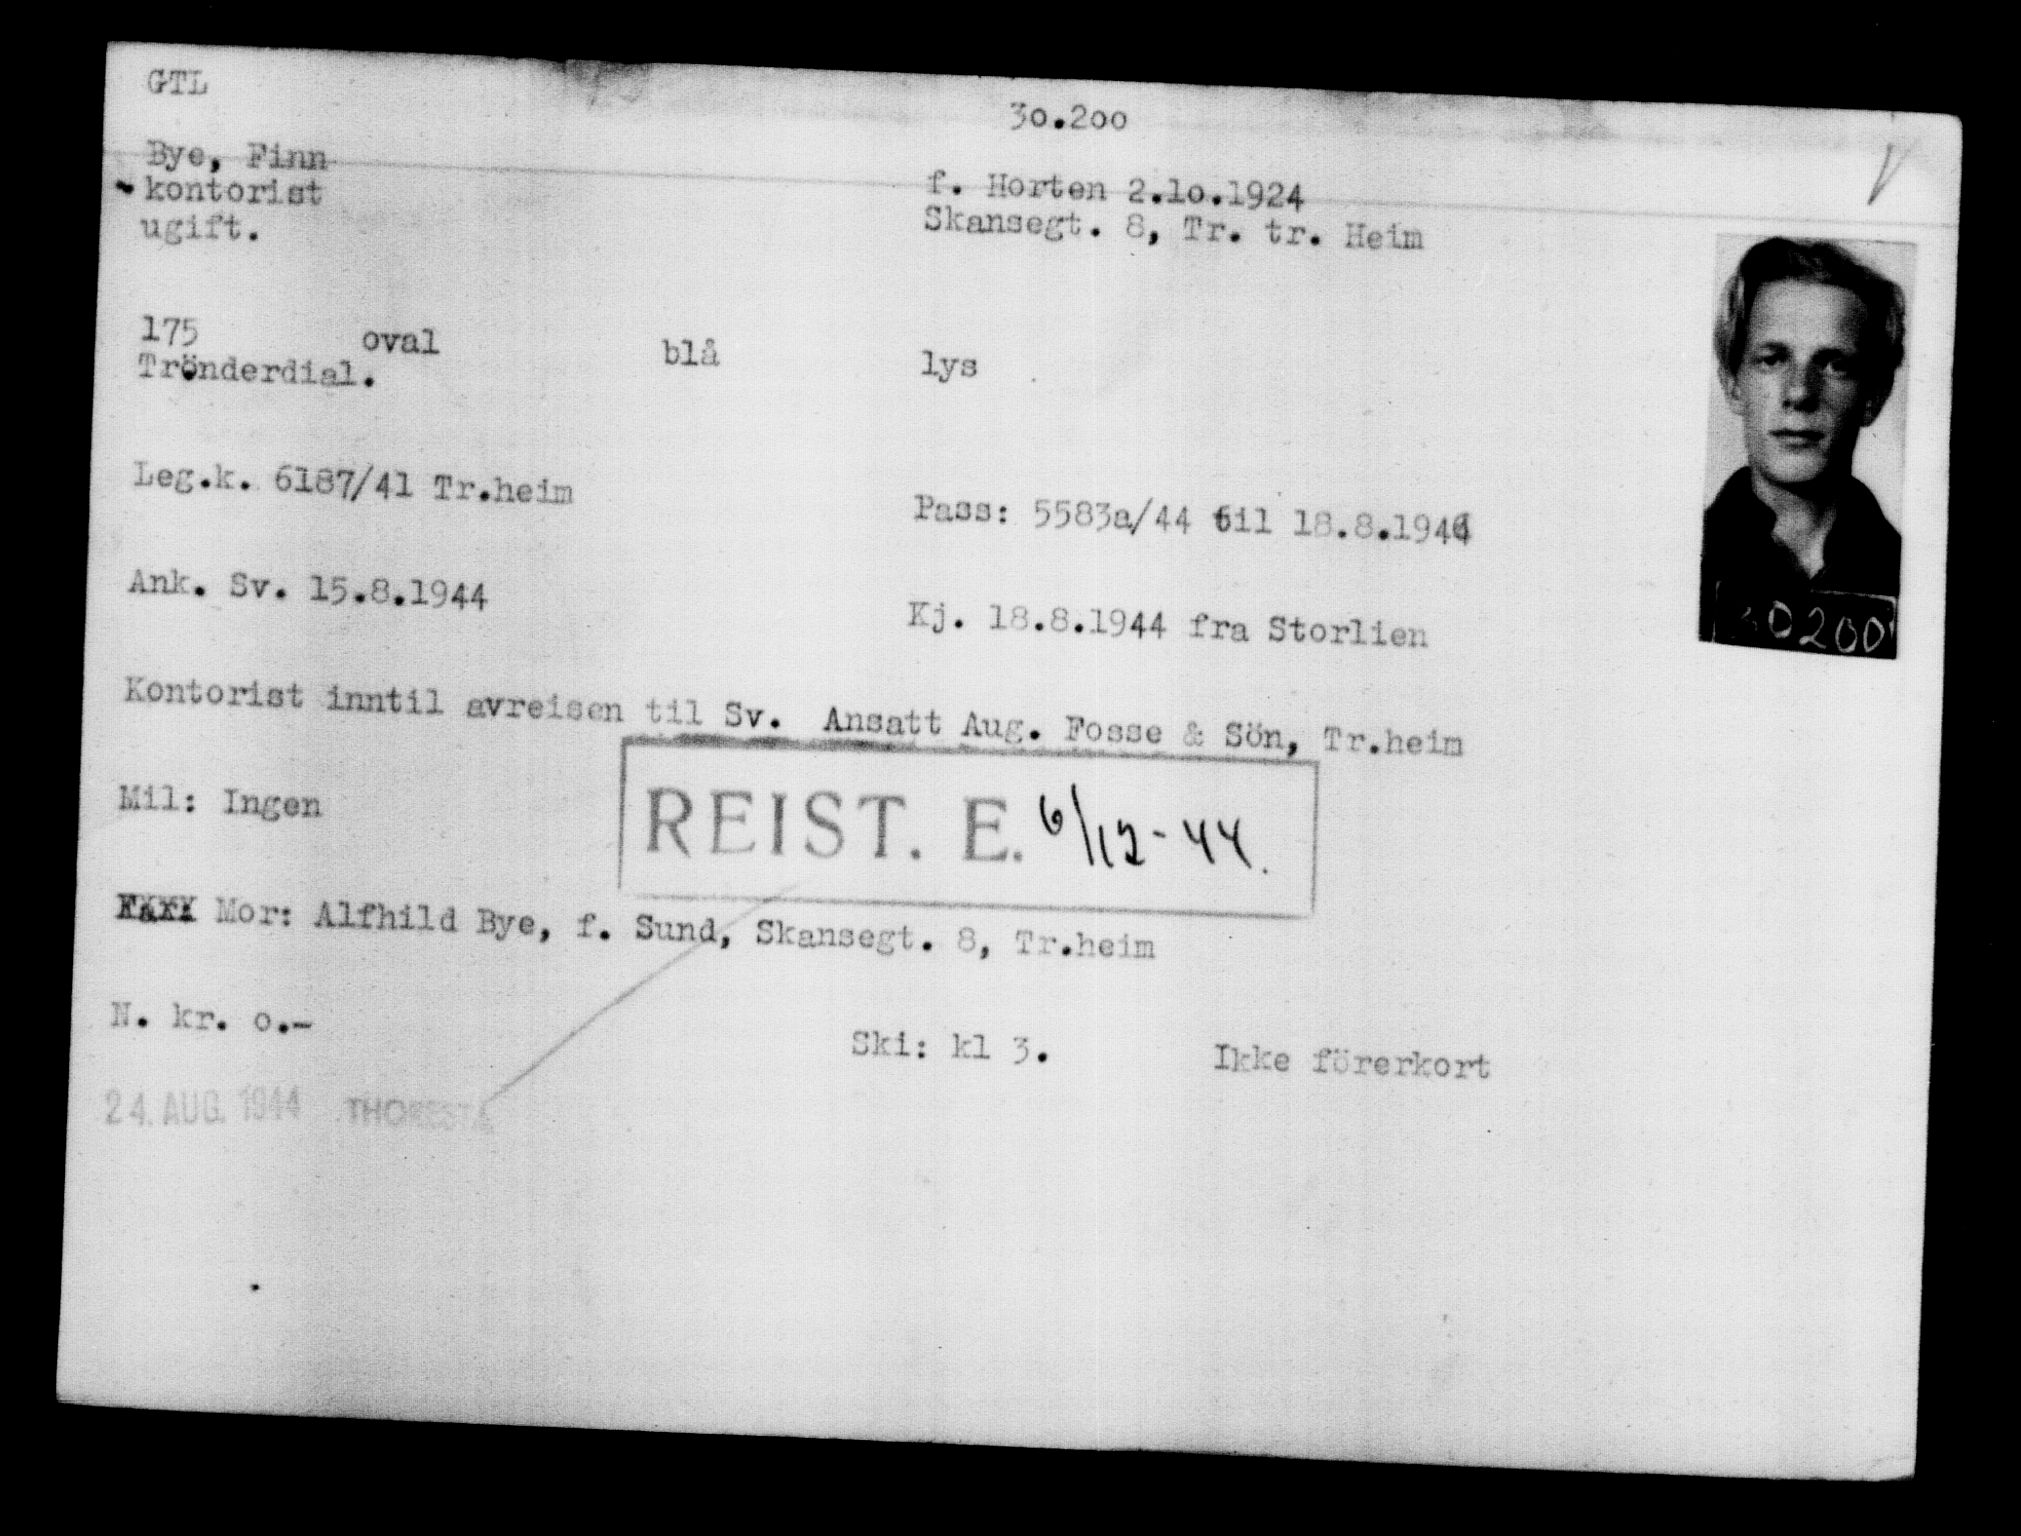 GTL
30.200
Bye, Finn
f. Horten 2.10.1924
kontorist
Skansegt. 8, Tr. tr. Heim
ugift.
175 oval blå lys
Trönderdial.
Leg.k. 6187/41 Tr.heim
Pass: 5583a/44 til 18.8.1946
Ank. Sv. 15.8.1944
Kj. 18.8.1944 fra Storlien
30200
Kontorist inntil avreisen til Sv. Ansatt Aug. Fosse & Sön, Tr.heim
Mil: Ingen
REIST. E. 6/12-44.
Mor: Alfhild Bye, f. Sund, Skansegt. 8, Tr.heim
N. kr. o.-
Ski: kl 3. Ikke förerkort
24. AUG. 1944 THORESTA